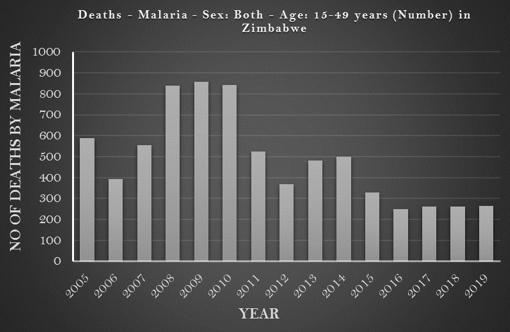 Deaths - Malaria - Sex: Both - Age: 15-49 years (Number) in
Zimbabwe
NO OF DEATHS BY MALARIA
1000
900
800
700
600
500
400
300
200
100
0
2005 2006 2007 2008 2009 2010 2011 2012 2013 2014 2015 2016 2017 2018 2019
YEAR